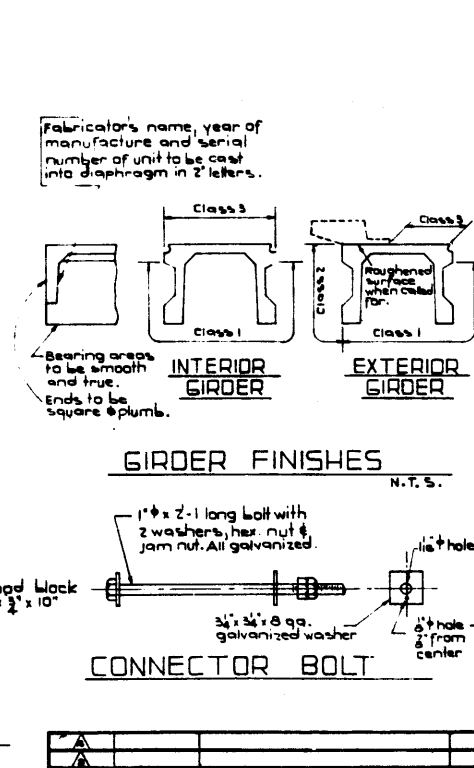 Fabricator's name, year of
manufacture and serial
number of unit to be cast
into diaphragm in 2" letters.
Class 3
Class 1
Class 3
Class 2
Roughened
surface
when called
for.
Class 1
Bearing areas
to be smooth
and true.
Ends to be
square & plumb.
INTERIOR
GIRDER
EXTERIOR
GIRDER
GIRDER FINISHES
N.T.S.
1"ϕ x 2'-1 long bolt with
2 washers, hex. nut &
jam nut. All galvanized.
block
x 10"
ϕ hole
3¼" x 3¼" x 8 ga.
galvanized washer
ϕ hole
from
center
CONNECTOR BOLT